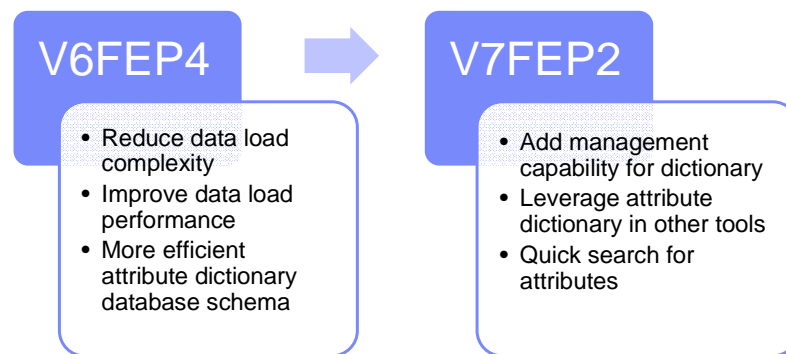 V6FEP4
• Reduce data load
complexity
• Improve data load
performance
• More efficient
attribute dictionary
database schema
V7FEP2
• Add management
capability for dictionary
• Leverage attribute
dictionary in other tools
• Quick search for
attributes